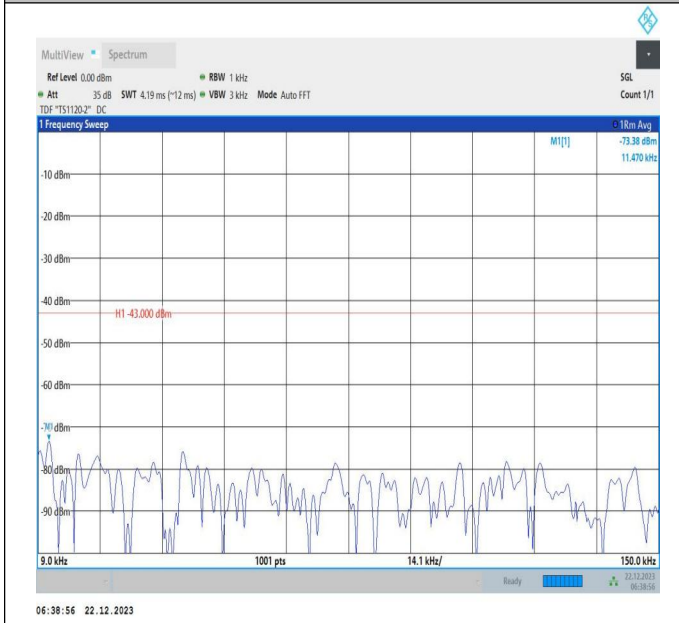 R S
MultiView Spectrum
Ref Level 0.00 dBm RBW 1 kHz SGL
Att 35 dB SWT 4.19 ms (~12 ms) VBW 3 kHz Mode Auto FFT Count 1/1
TDF "TS1120-2" DC
1 Frequency Sweep 1Rm Avg
M1[1] -73.38 dBm
11.470 kHz
-10 dBm
-20 dBm
-30 dBm
-40 dBm
H1 -43.000 dBm
-50 dBm
-60 dBm
-70 dBm
-80 dBm
-90 dBm
9.0 kHz 1001 pts 14.1 kHz/ 150.0 kHz
Ready 22.12.2023
06:38:56
06:38:56 22.12.2023